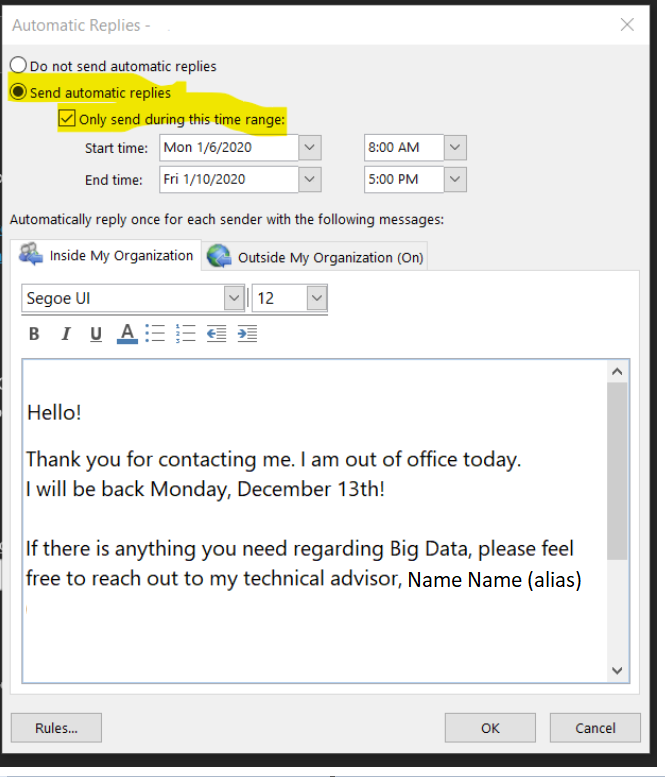 Automatic Replies -
Do not send automatic replies
Send automatic replies
Only send during this time range:
Start time: Mon 1/6/2020 8:00 AM
End time: Fri 1/10/2020 5:00 PM
Automatically reply once for each sender with the following messages:
Inside My Organization Outside My Organization (On)
Segoe UI 12
B I U A
Hello!
Thank you for contacting me. I am out of office today.
I will be back Monday, December 13th!
If there is anything you need regarding Big Data, please feel
free to reach out to my technical advisor, Name Name (alias)
Rules... OK Cancel